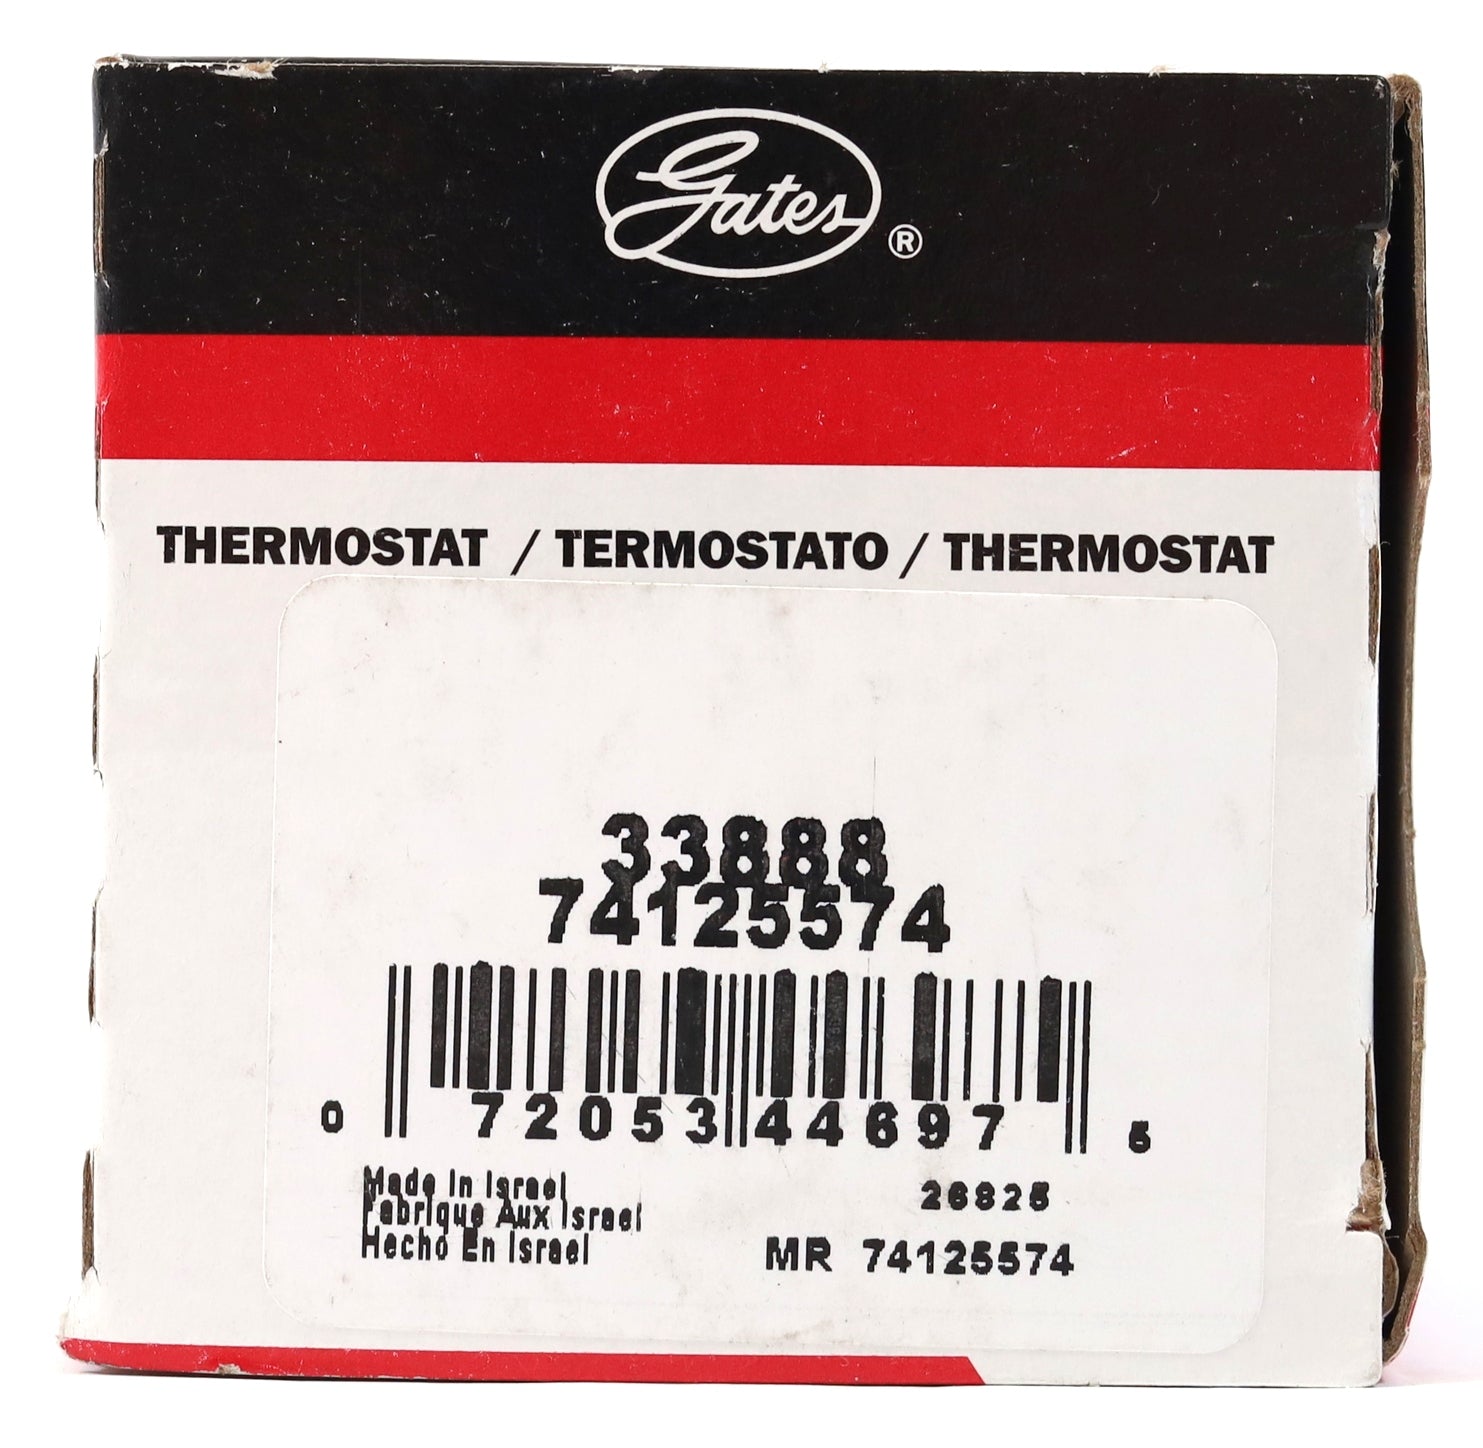 Gates®
THERMOSTAT / TERMOSTATO / THERMOSTAT
33888
74125574
0 72053 44697 5
Made In Israel
Fabrique Aux Israel
Hecho En Israel
26825
MR 74125574